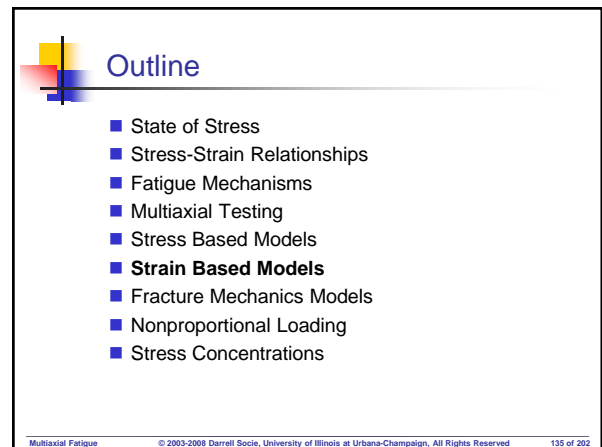 Outline
State of Stress
Stress-Strain Relationships
Fatigue Mechanisms
Multiaxial Testing
Stress Based Models
Strain Based Models
Fracture Mechanics Models
Nonproportional Loading
Stress Concentrations
Multiaxial Fatigue © 2003-2008 Darrell Socie, University of Illinois at Urbana-Champaign, All Rights Reserved 135 of 202